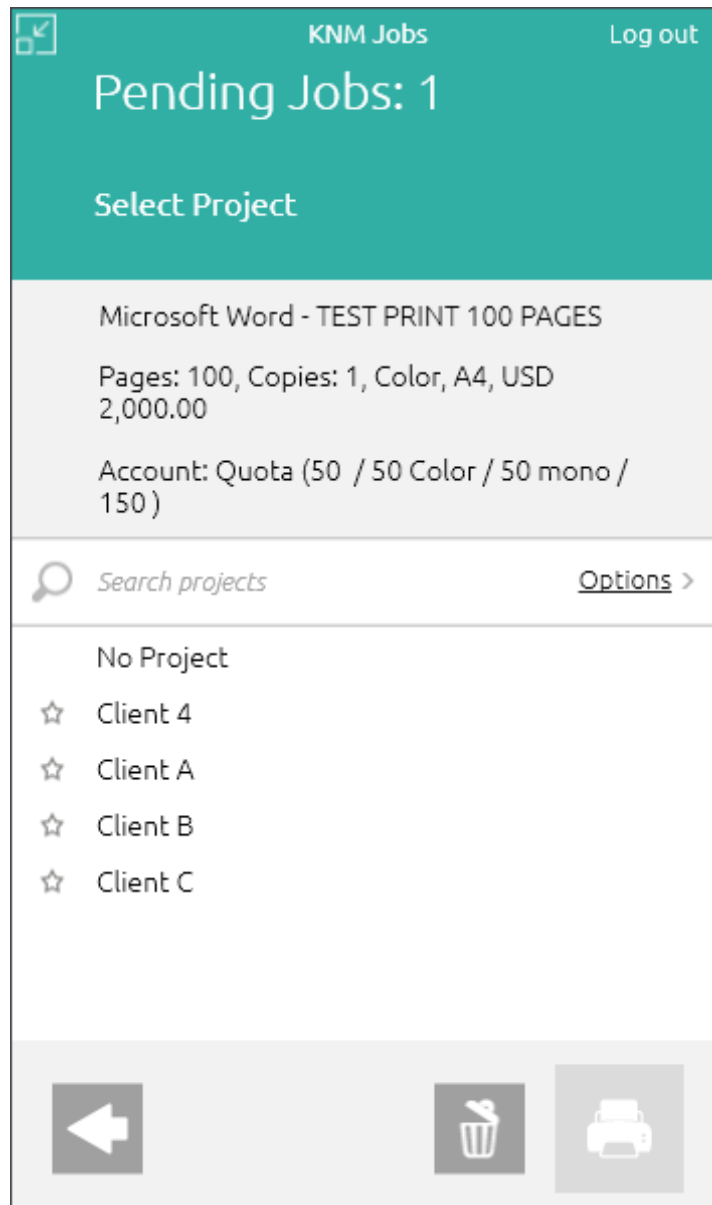 KNM Jobs
Log out
Pending Jobs: 1
Select Project
Microsoft Word - TEST PRINT 100 PAGES
Pages: 100, Copies: 1, Color, A4, USD
2,000.00
Account: Quota (50  / 50 Color / 50 mono /
150 )
Search projects
Options >
No Project
Client 4
Client A
Client B
Client C